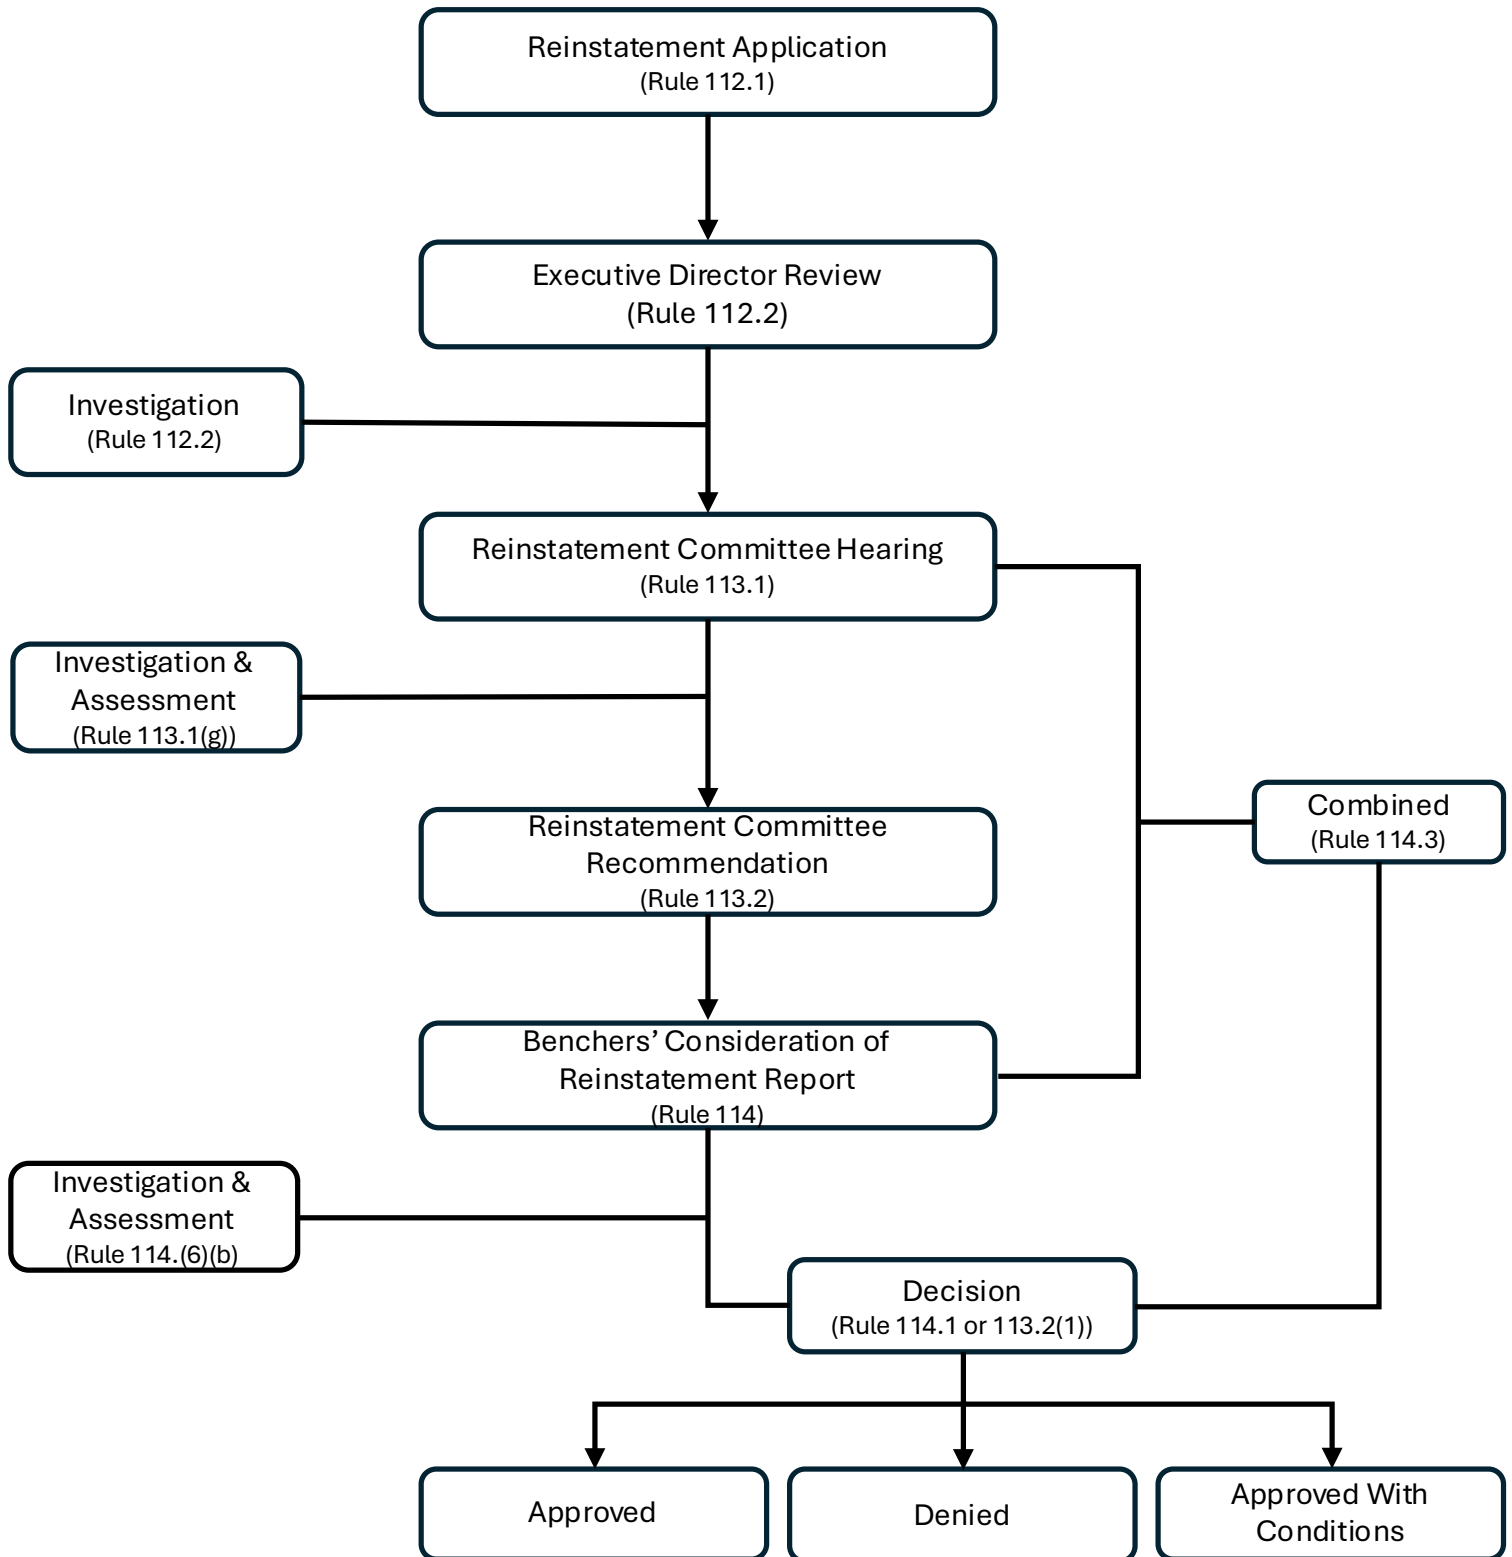 Reinstatement Application
(Rule 112.1)
Executive Director Review
(Rule 112.2)
Investigation
(Rule 112.2)
Reinstatement Committee Hearing
(Rule 113.1)
Investigation &
Assessment
(Rule 113.1(g))
Combined
(Rule 114.3)
Reinstatement Committee
Recommendation
(Rule 113.2)
Benchers’ Consideration of
Reinstatement Report
(Rule 114)
Investigation &
Assessment
(Rule 114.(6)(b)
Decision
(Rule 114.1 or 113.2(1))
Approved
Denied
Approved With
Conditions